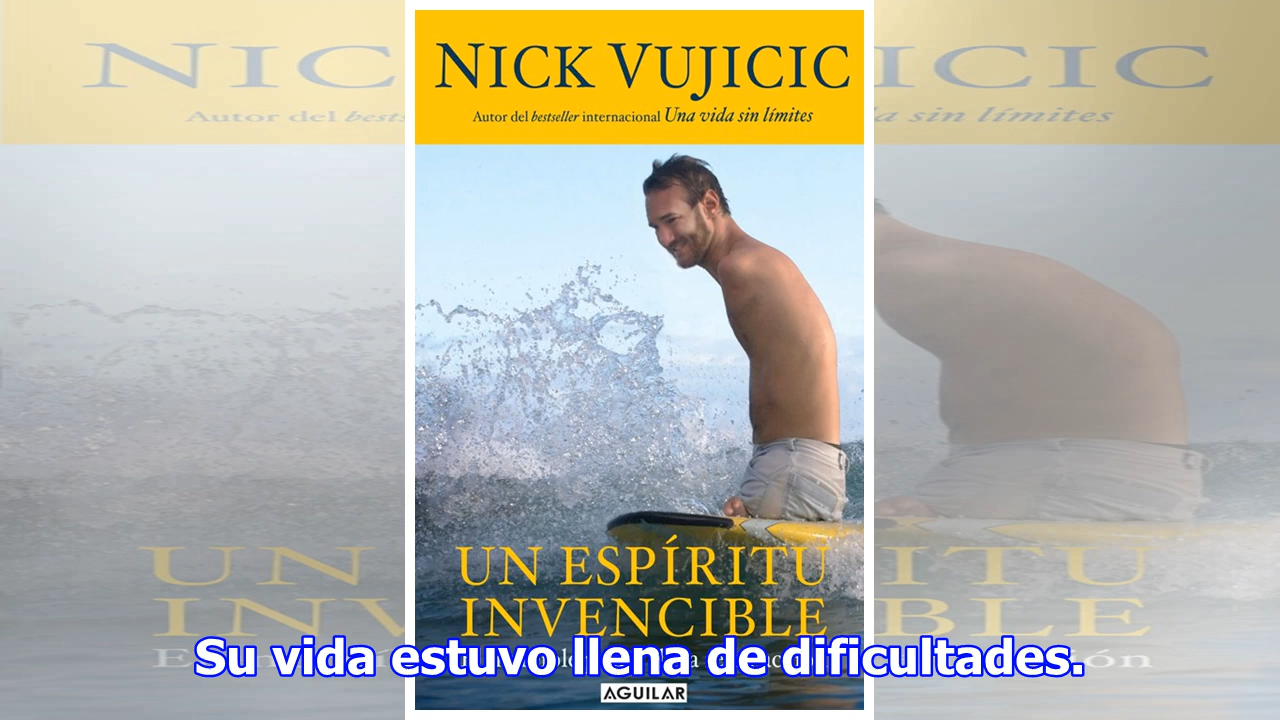 NICK VUJICIC
Autor del bestseller internacional Una vida sin límites
UN ESPÍRITU
INVENCIBLE
Su vida estuvo llena de dificultades.
AGUILAR